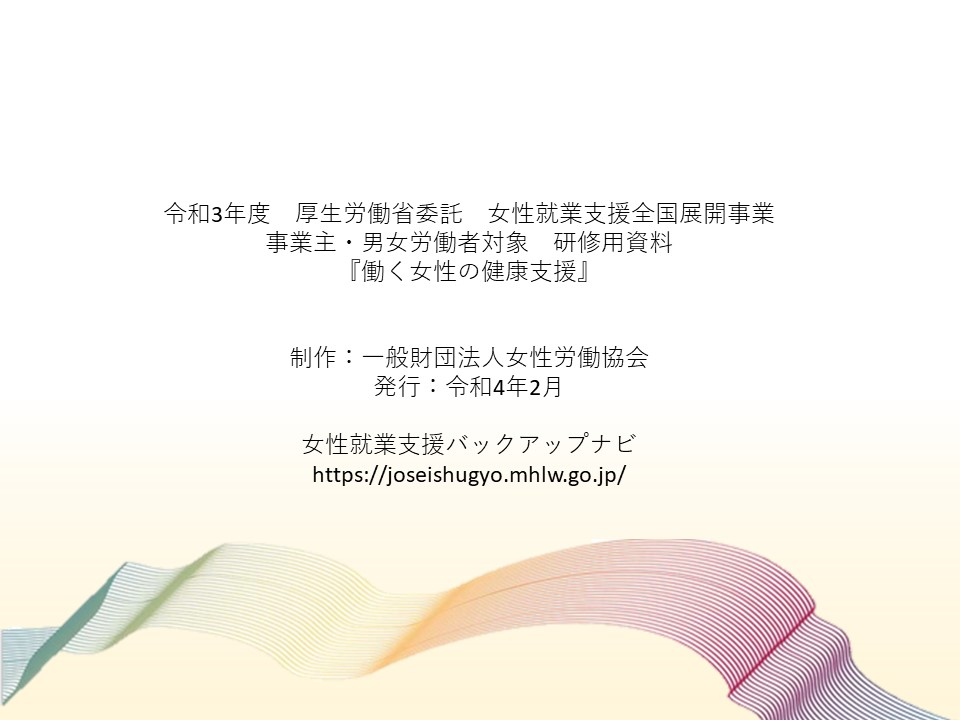 令和3年度　厚生労働省委託　女性就業支援全国展開事業
事業主・男女労働者対象　研修用資料
『働く女性の健康支援』
制作：一般財団法人女性労働協会
発行：令和4年2月
女性就業支援バックアップナビ
https://joseishugyo.mhlw.go.jp/